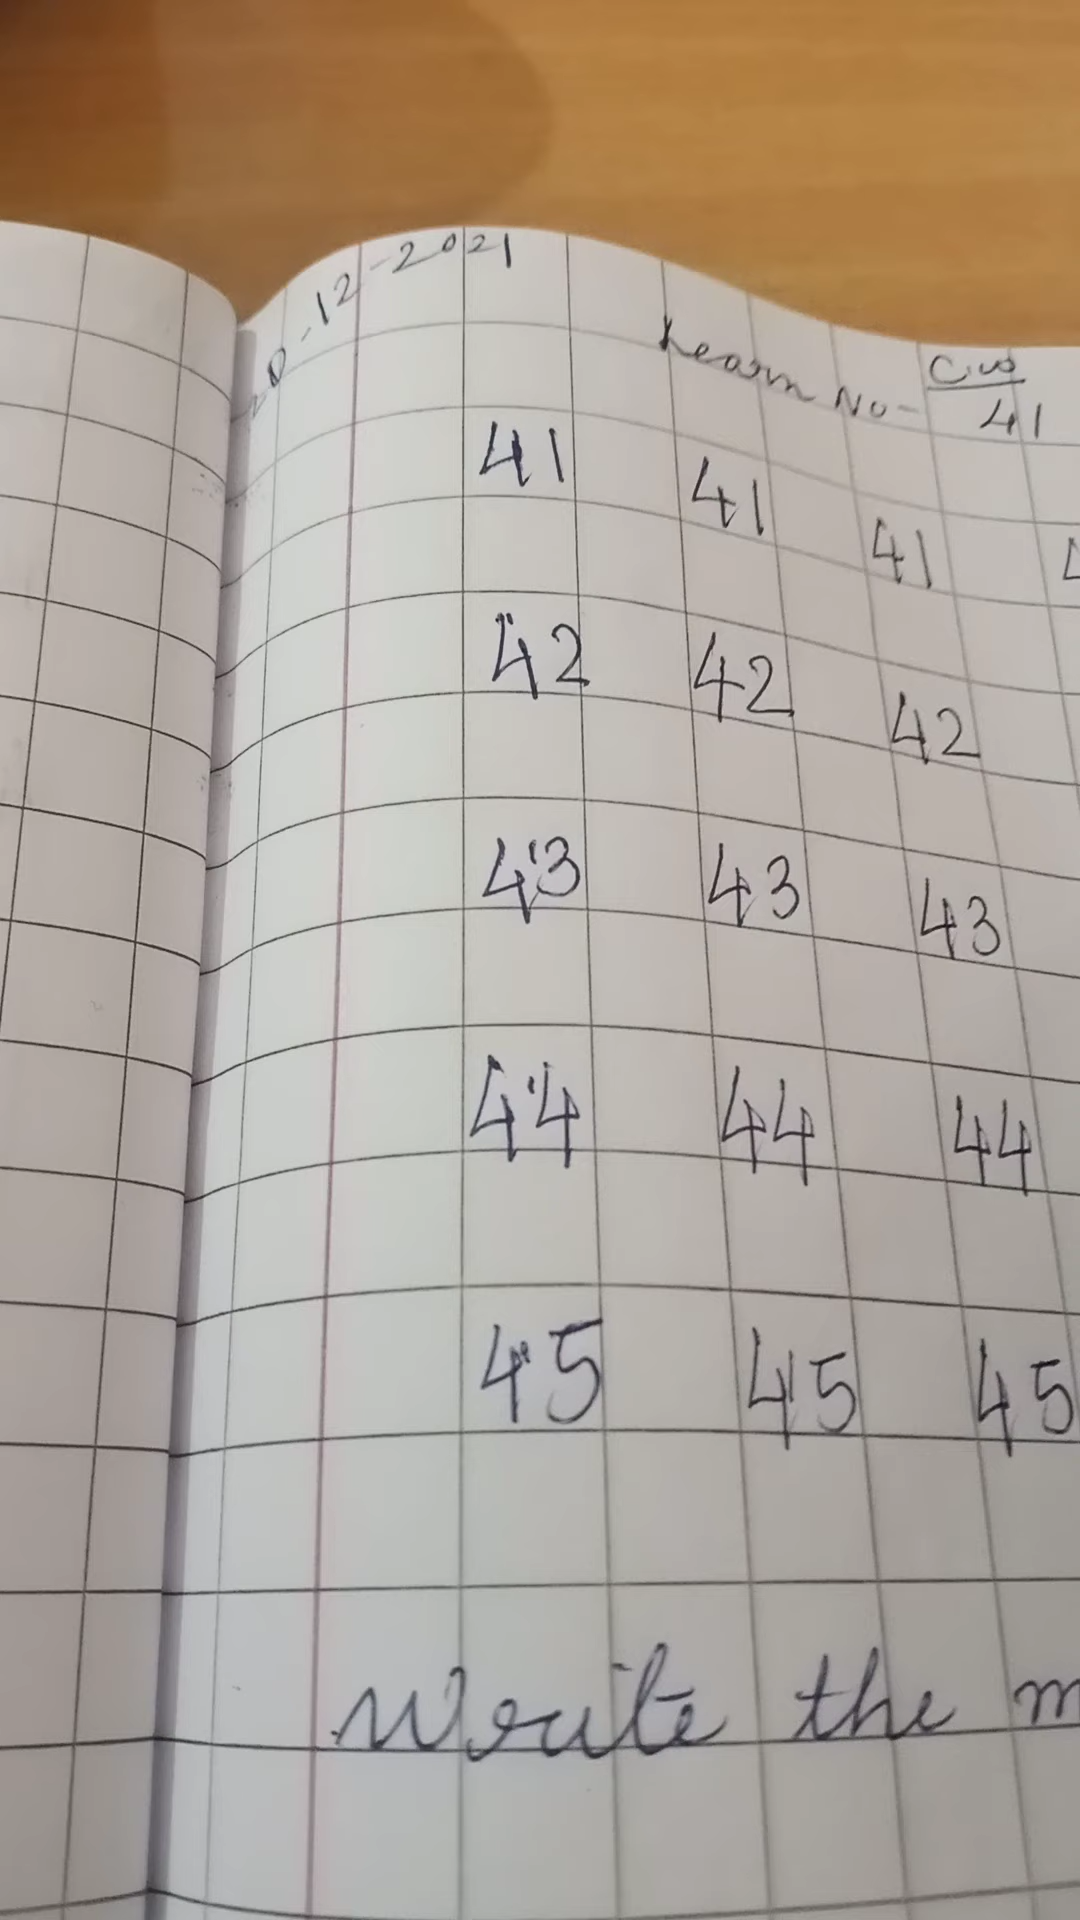 20-12-2021
C.W
Learn No- 41
41 41 41
42 42 42
43 43 43
44 44 44
45 45 45
Write the